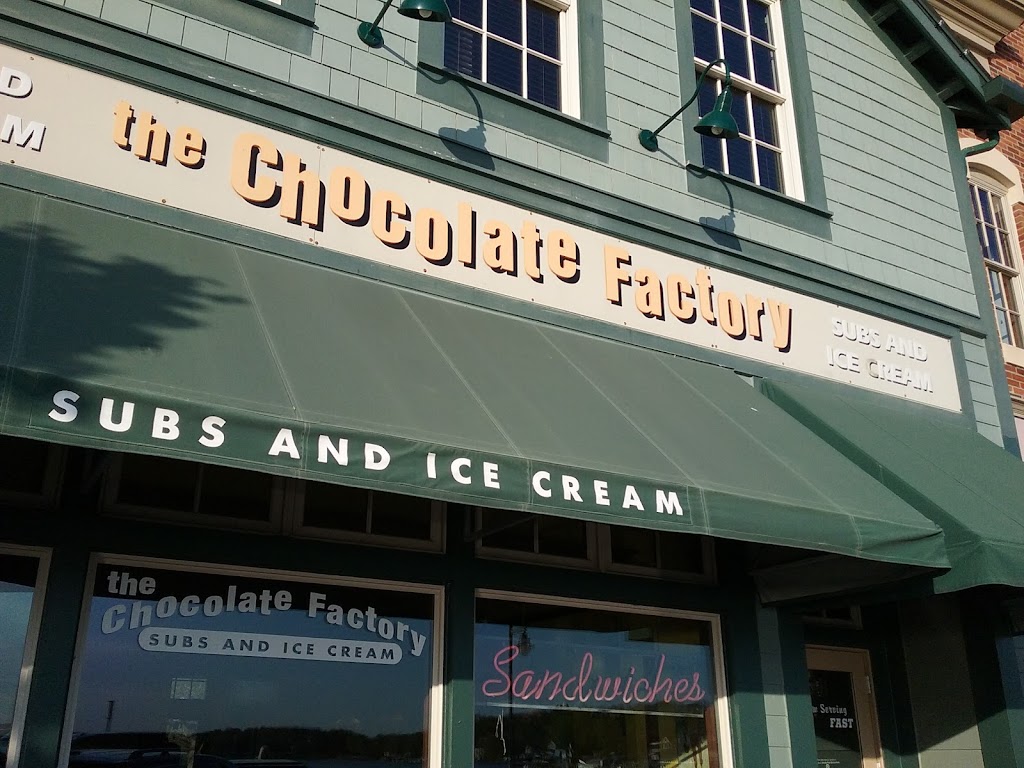 D
M
the Chocolate Factory
SUBS AND
ICE CREAM
SUBS AND ICE CREAM
the
Chocolate Factory
SUBS AND ICE CREAM
Sandwiches
Serving
FAST